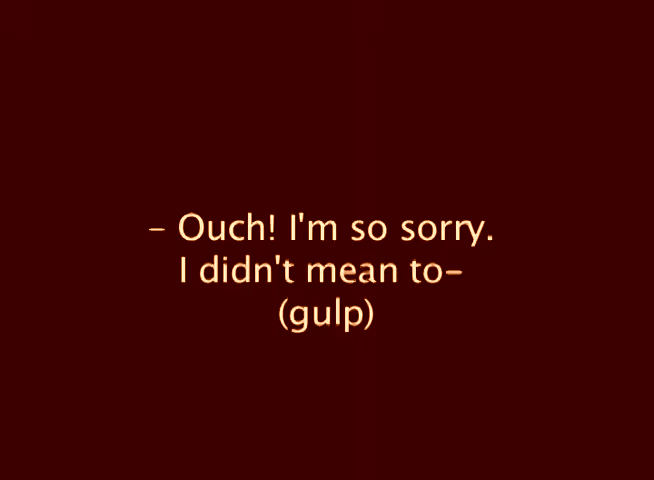 - Ouch! I'm so sorry.
I didn't mean to-
(gulp)